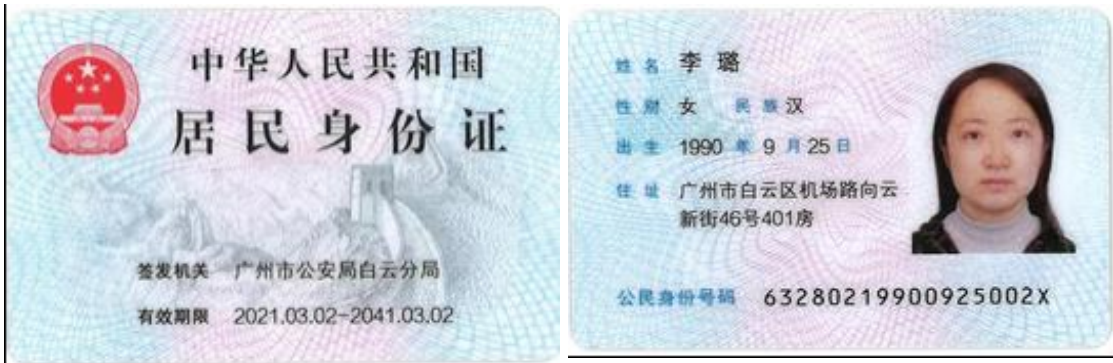 中华人民共和国
居民身份证
签发机关 广州市公安局白云分局
有效期限 2021.03.02-2041.03.02
姓名 李璐
性别 女 民族 汉
出生 1990 年 9 月 25 日
住址 广州市白云区机场路向云
新街46号401房
公民身份号码 63280219900925002X